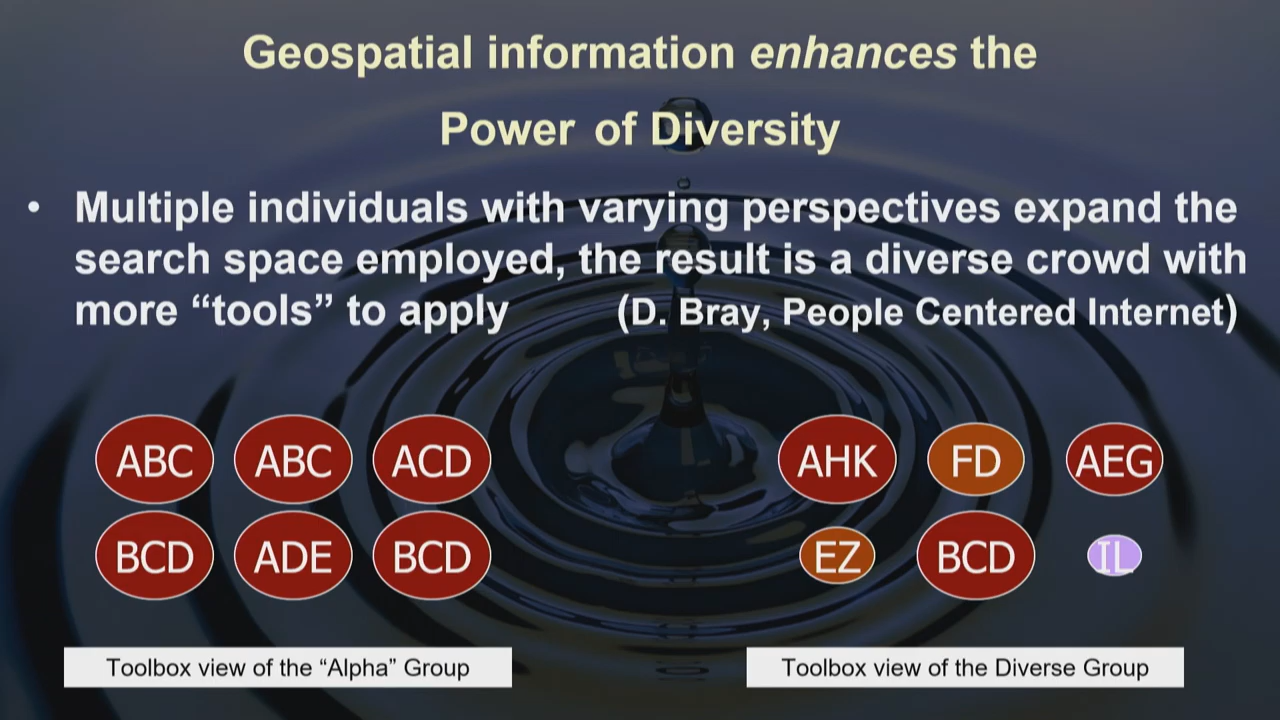 Geospatial information enhances the
Power of Diversity
• Multiple individuals with varying perspectives expand the
search space employed, the result is a diverse crowd with
more “tools” to apply (D. Bray, People Centered Internet)
ABC ABC ACD
BCD ADE BCD
Toolbox view of the “Alpha” Group
AHK FD AEG
EZ BCD IL
Toolbox view of the Diverse Group